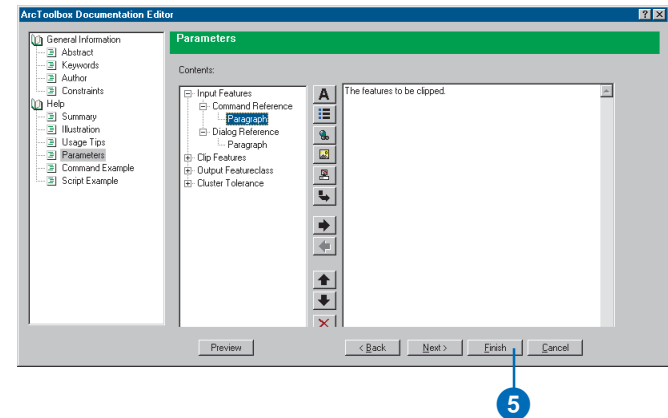 ArcToolbox Documentation Editor
General Information
Abstract
Keywords
Author
Constraints
Help
Summary
Illustration
Usage Tips
Parameters
Command Example
Script Example
Parameters
Contents:
Input Features
Command Reference
Paragraph
Dialog Reference
Paragraph
Clip Features
Output Featureclass
Cluster Tolerance
A
The features to be clipped.
Preview
< Back
Next >
Finish
Cancel
5